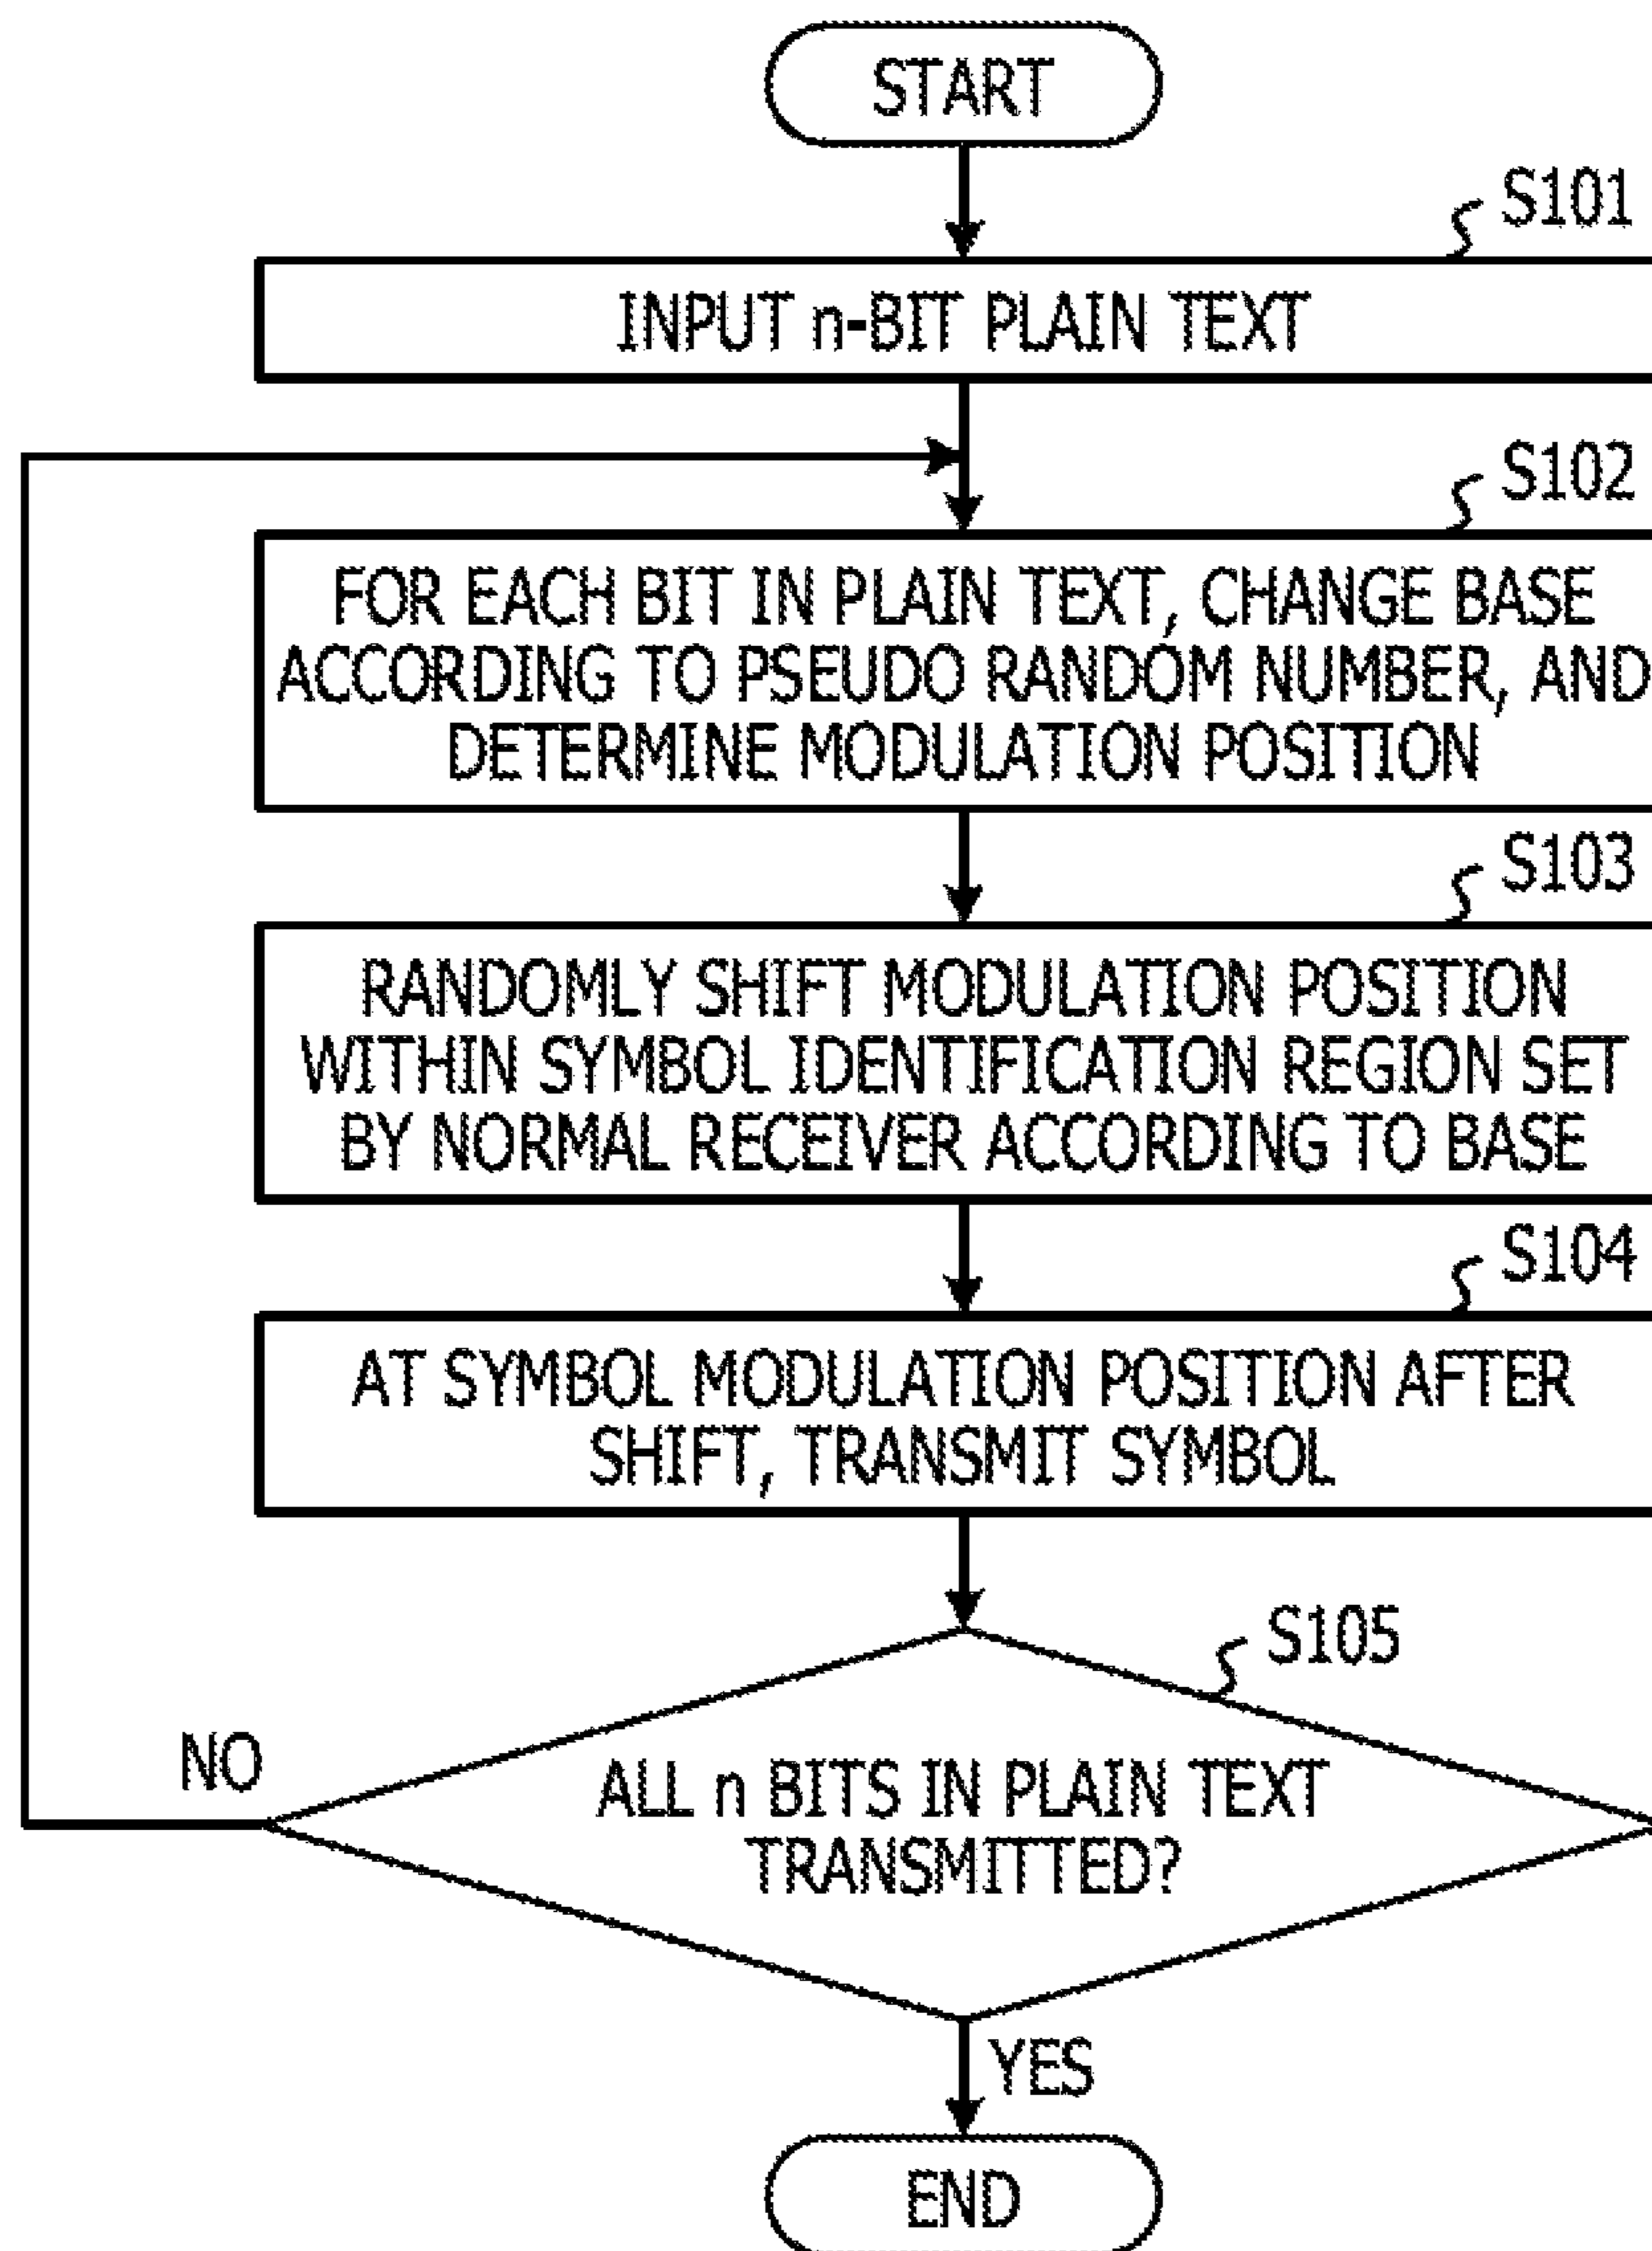 START
S101
INPUT n-BIT PLAIN TEXT
S102
FOR EACH BIT IN PLAIN TEXT, CHANGE BASE
ACCORDING TO PSEUDO RANDOM NUMBER, AND
DETERMINE MODULATION POSITION
S103
RANDOMLY SHIFT MODULATION POSITION
WITHIN SYMBOL IDENTIFICATION REGION SET
BY NORMAL RECEIVER ACCORDING TO BASE
S104
AT SYMBOL MODULATION POSITION AFTER
SHIFT, TRANSMIT SYMBOL
S105
NO
ALL n BITS IN PLAIN TEXT
TRANSMITTED?
YES
END